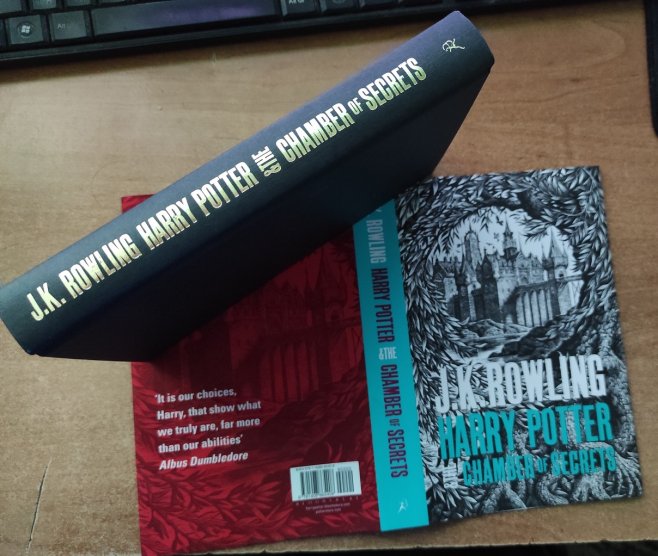 J.K. ROWLING HARRY POTTER &THE CHAMBER OF SECRETS
ROWLING HARRY POTTER &THE CHAMBER OF SECRETS
J.K. ROWLING
HARRY POTTER
&THE CHAMBER OF SECRETS
'It is our choices,
Harry, that show what
we truly are, far more
than our abilities'
Albus Dumbledore
BLOOMSBURY